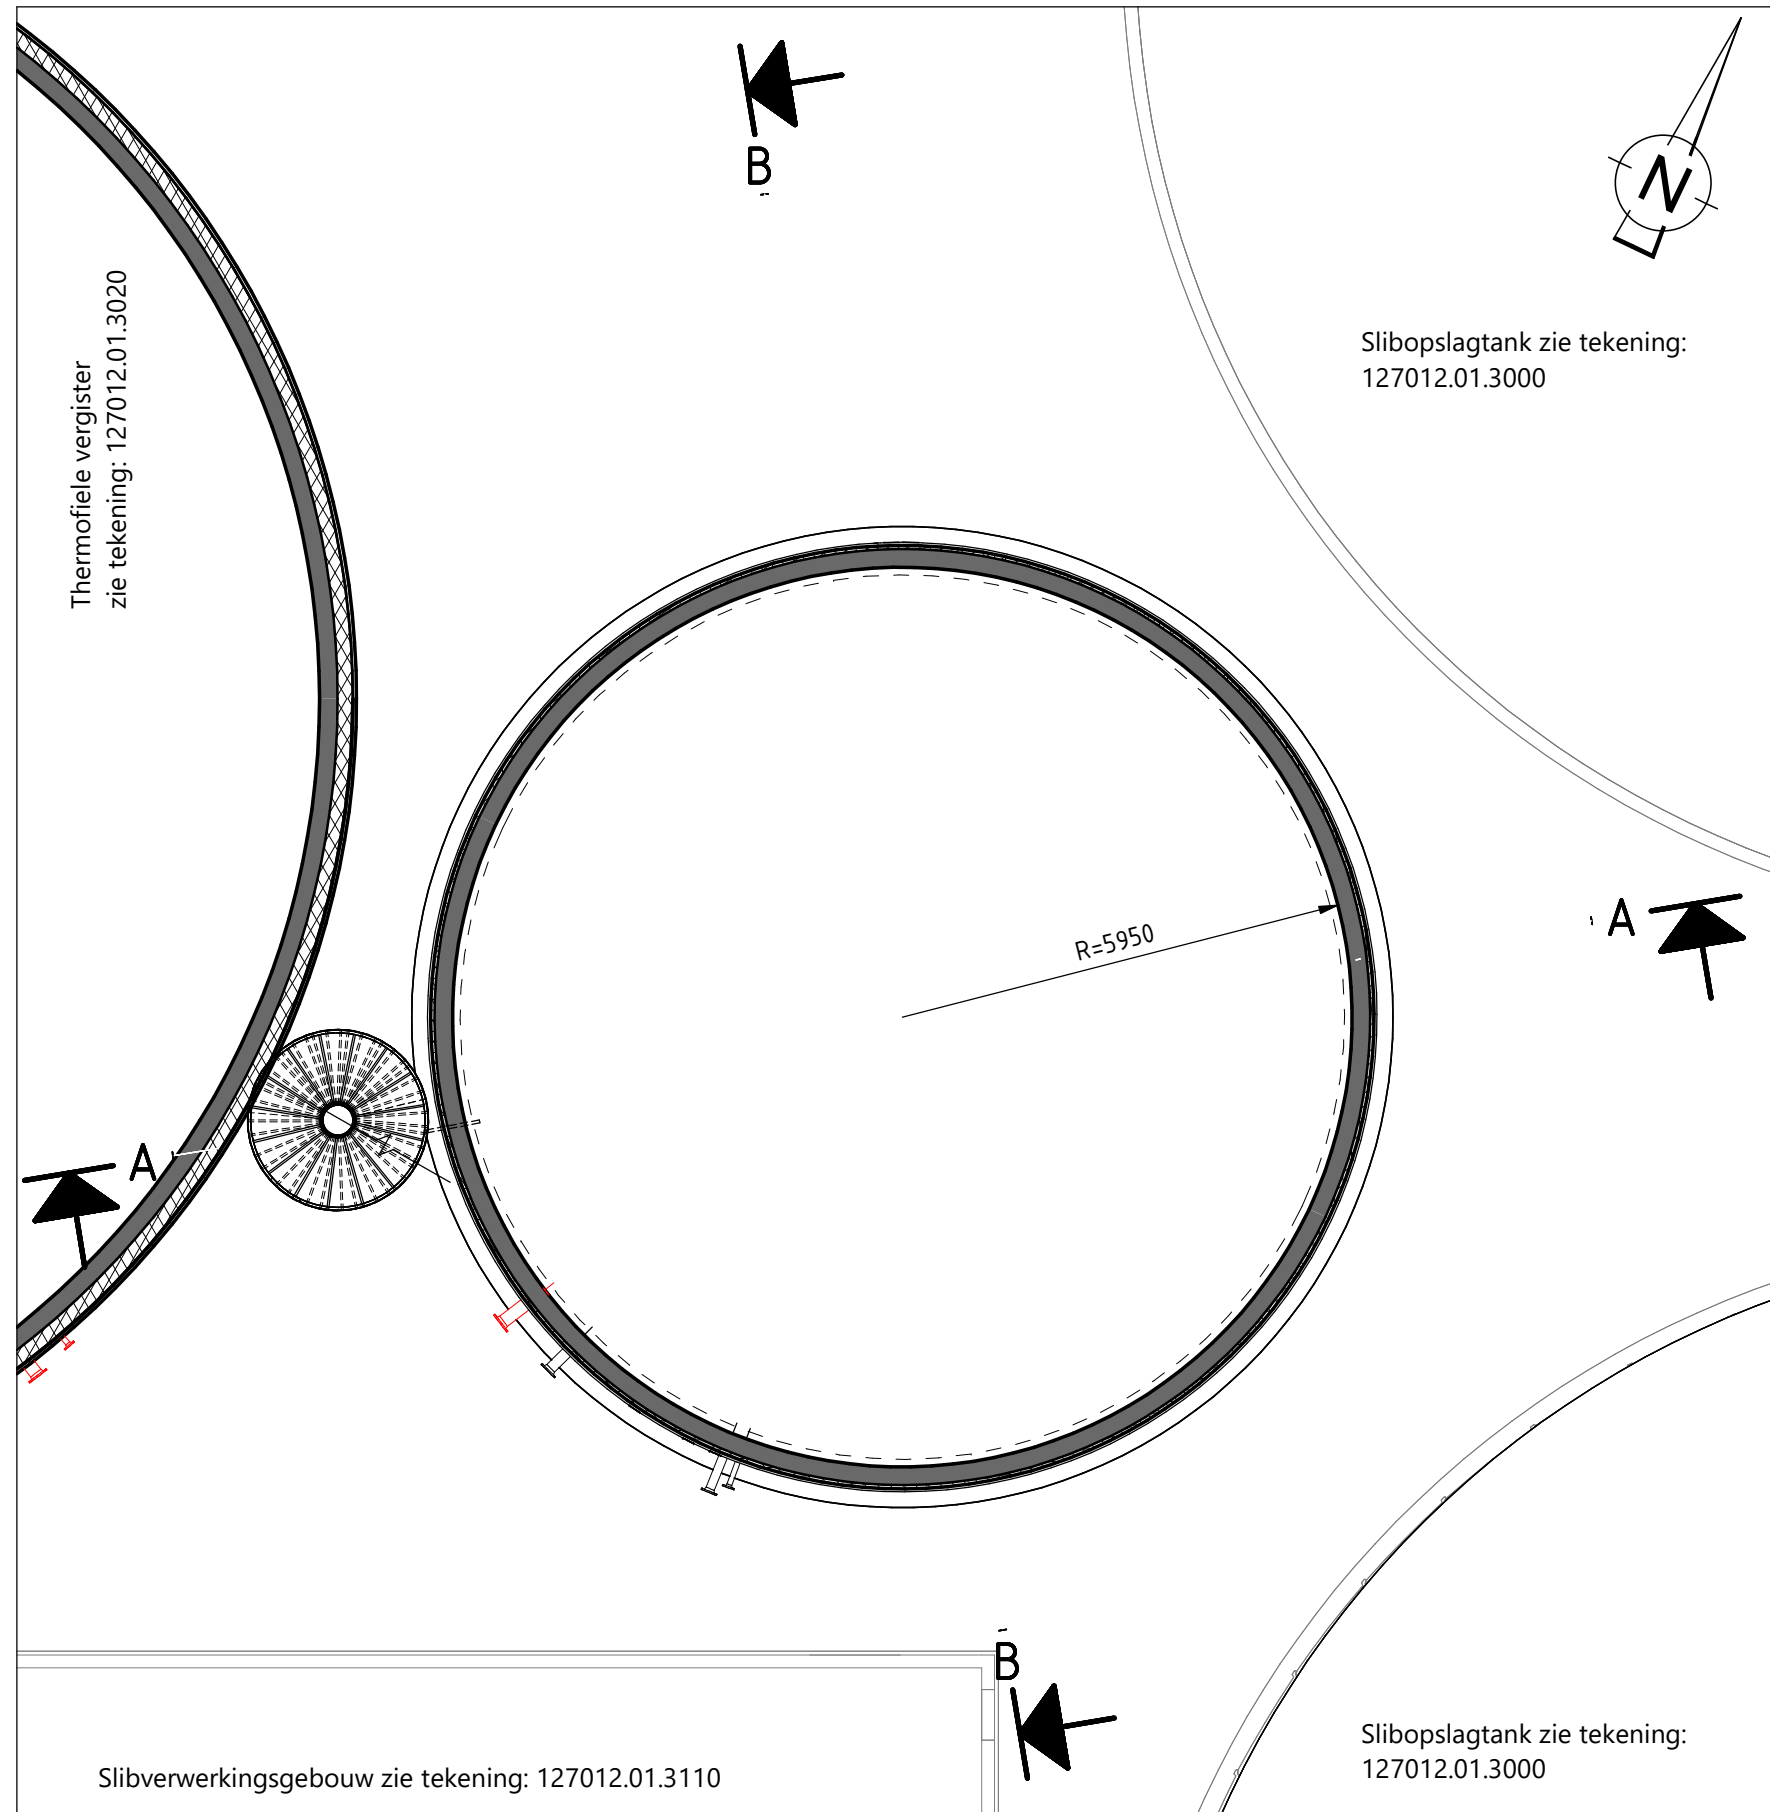 B
N
Thermofiele vergister
zie tekening: 127012.01.3020
Slibopslagtank zie tekening:
127012.01.3000
A
R=5950
A
B
Slibopslagtank zie tekening:
127012.01.3000
Slibverwerkingsgebouw zie tekening: 127012.01.3110